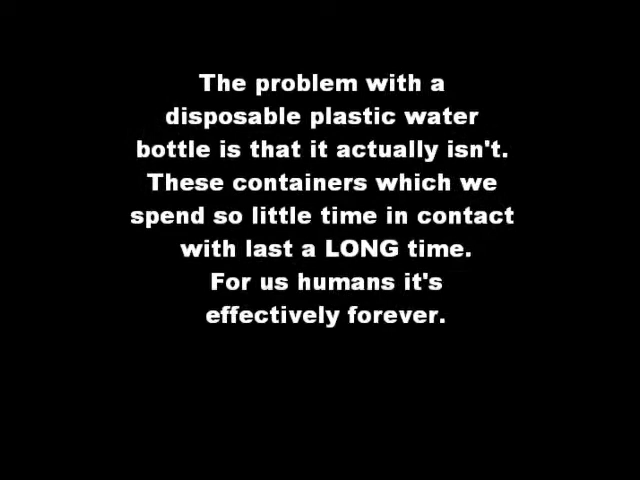 The problem with a
disposable plastic water
bottle is that it actually isn't.
These containers which we
spend so little time in contact
with last a LONG time.
For us humans it's
effectively forever.